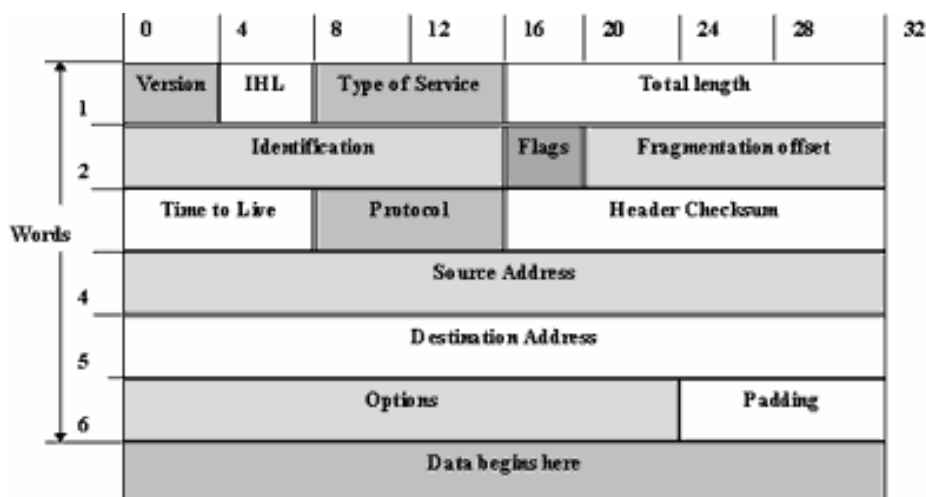 0 4 8 12 16 20 24 28 32
Version IHL Type of Service Total length
1
Identification Flags Fragmentation offset
2
Time to Live Protocol Header Checksum
Words
Source Address
4
Destination Address
5
Options Padding
6
Data begins here